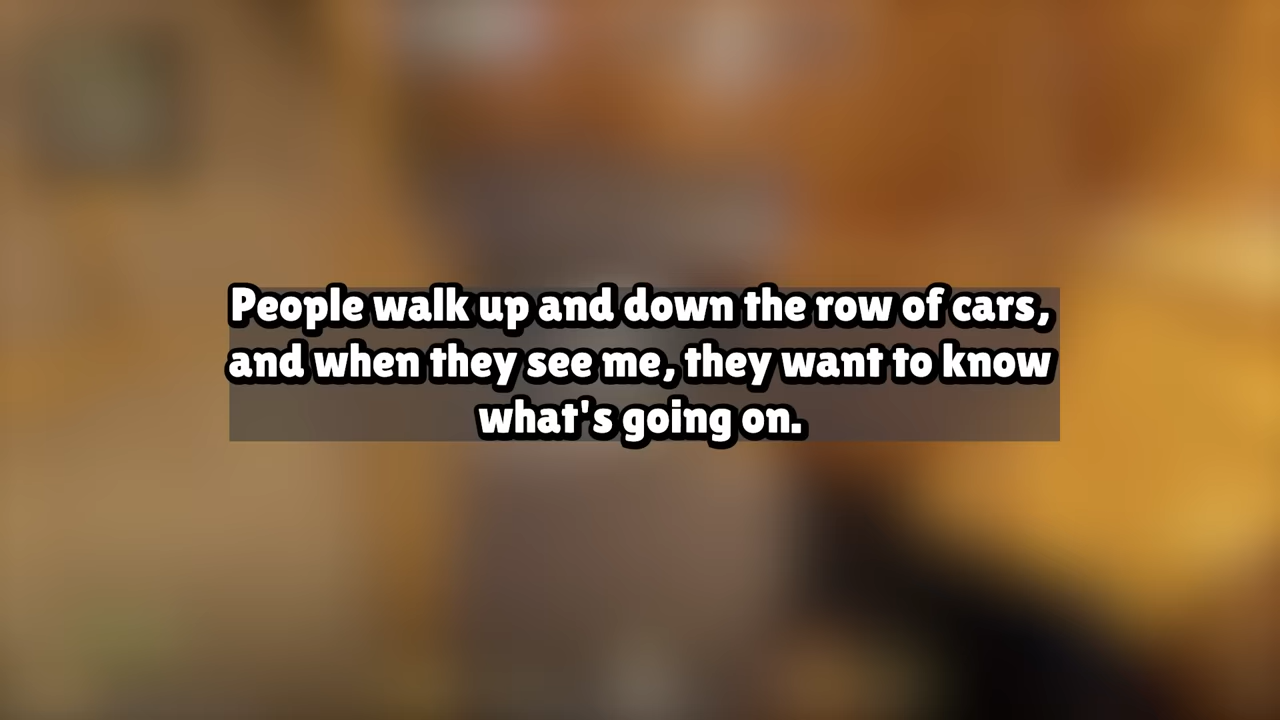 People walk up and down the row of cars,
and when they see me, they want to know
what's going on.